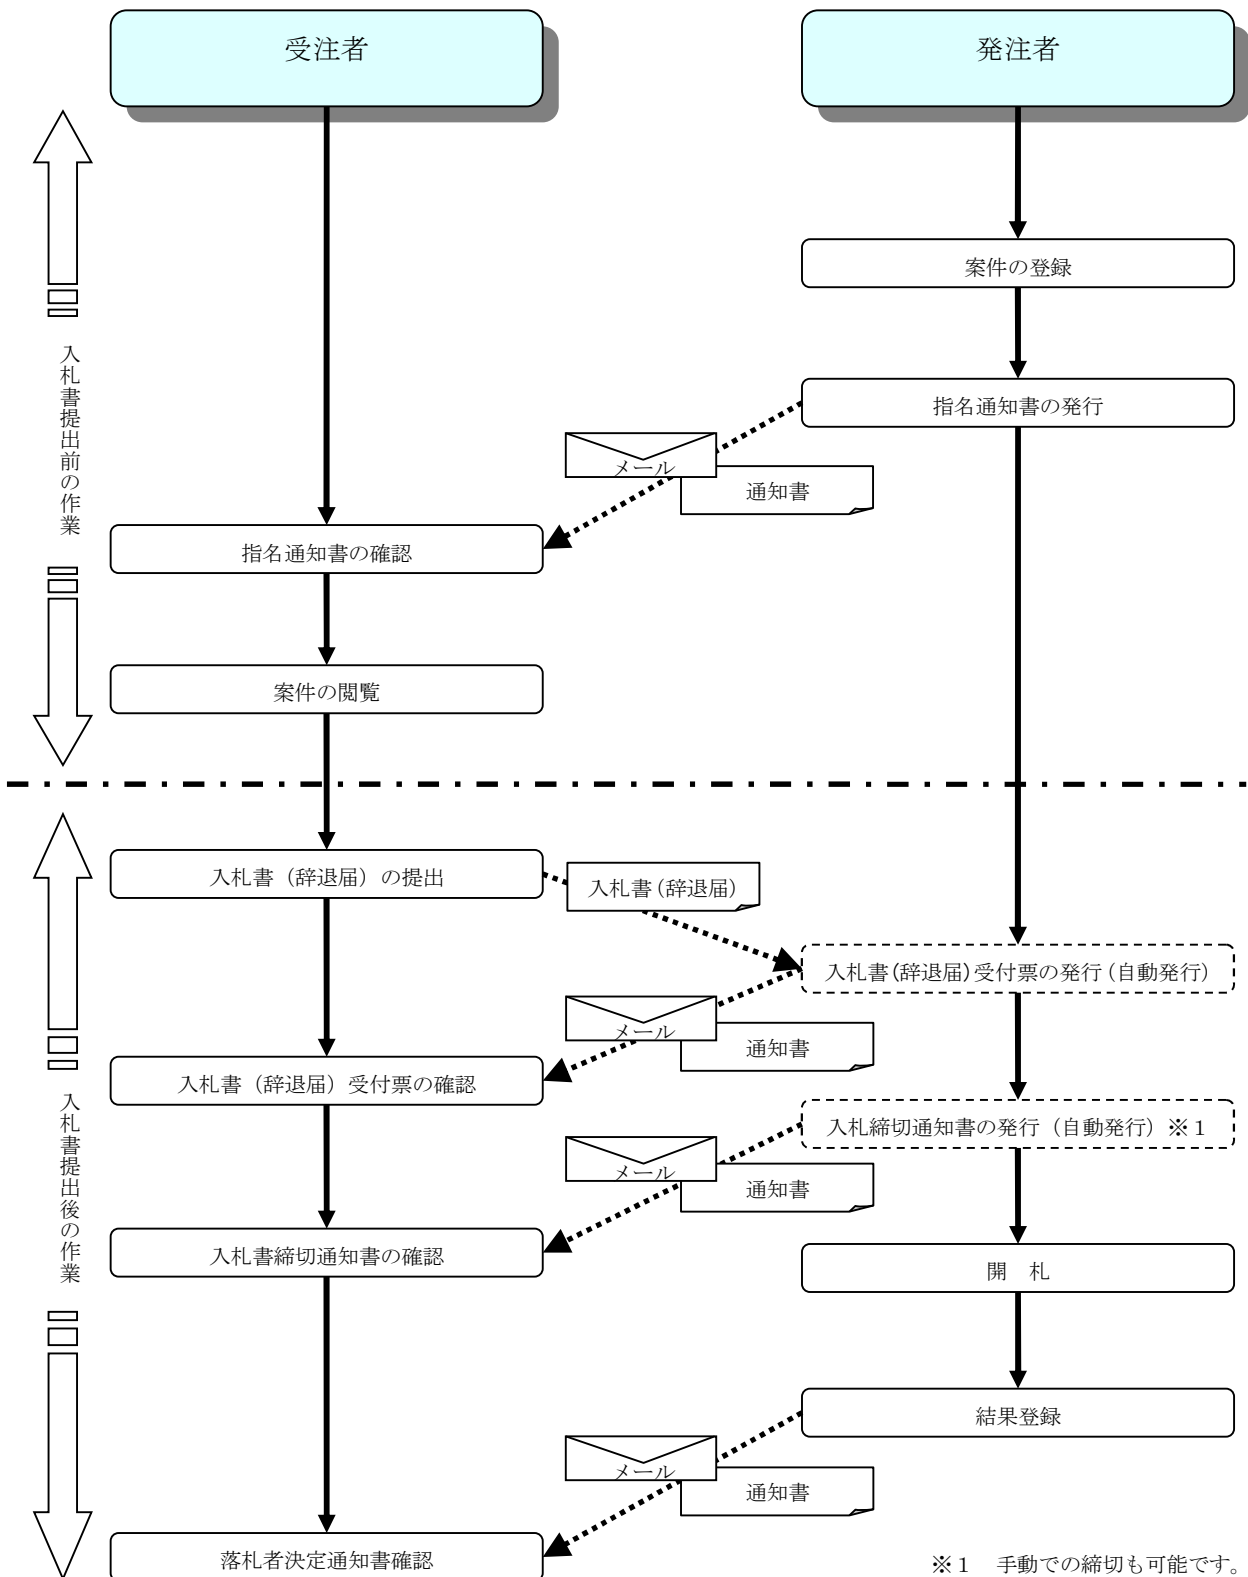 受注者
発注者
案件の登録
指名通知書の発行
メール
通知書
指名通知書の確認
案件の閲覧
入札書提出前の作業
入札書（辞退届）の提出
入札書(辞退届)
入札書(辞退届)受付票の発行(自動発行)
メール
通知書
入札書（辞退届）受付票の確認
入札締切通知書の発行（自動発行）※１
メール
通知書
入札書締切通知書の確認
入札書提出後の作業
開　札
結果登録
メール
通知書
落札者決定通知書確認
※１　手動での締切も可能です。